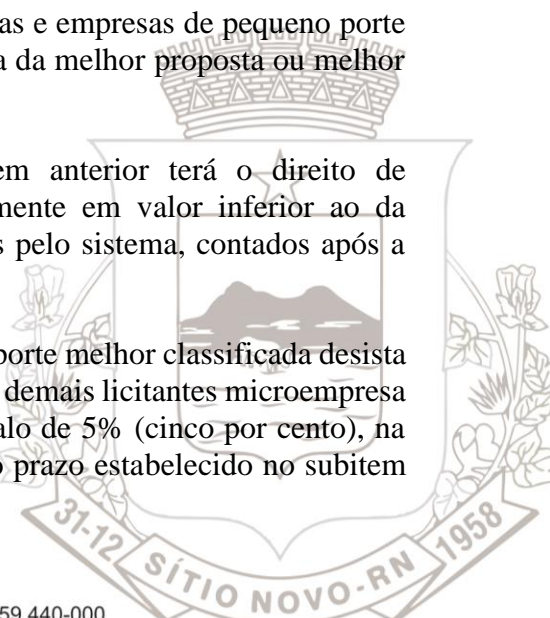 as e empresas de pequeno porte
a da melhor proposta ou melhor
em anterior terá o direito de
mente em valor inferior ao da
s pelo sistema, contados após a
porte melhor classificada desista
demais licitantes microempresa
alo de 5% (cinco por cento), na
o prazo estabelecido no subitem
31-12 SÍTIO NOVO-RN 1958
59.440-000